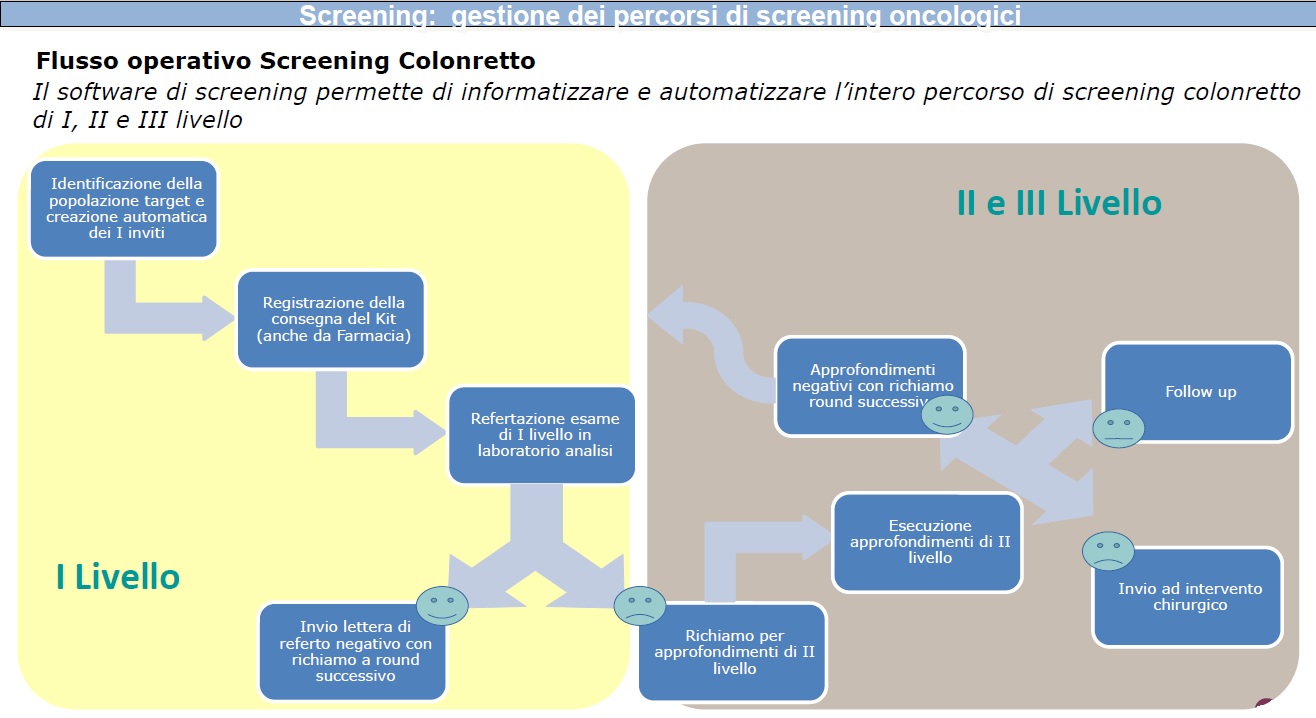 Screening: gestione dei percorsi di screening oncologici
Flusso operativo Screening Colonretto
Il software di screening permette di informatizzare e automatizzare l’intero percorso di screening colonretto
di I, II e III livello
Identificazione della
popolazione target e
creazione automatica
dei I inviti
Registrazione della
consegna del Kit
(anche da Farmacia)
Refertazione esame
di I livello in
laboratorio analisi
I Livello
Invio lettera di
referto negativo con
richiamo a round
successivo
II e III Livello
Richiamo per
approfondimenti di II
livello
Esecuzione
approfondimenti di II
livello
Approfondimenti
negativi con richiamo
round
Follow up
Invio ad intervento
chirurgico